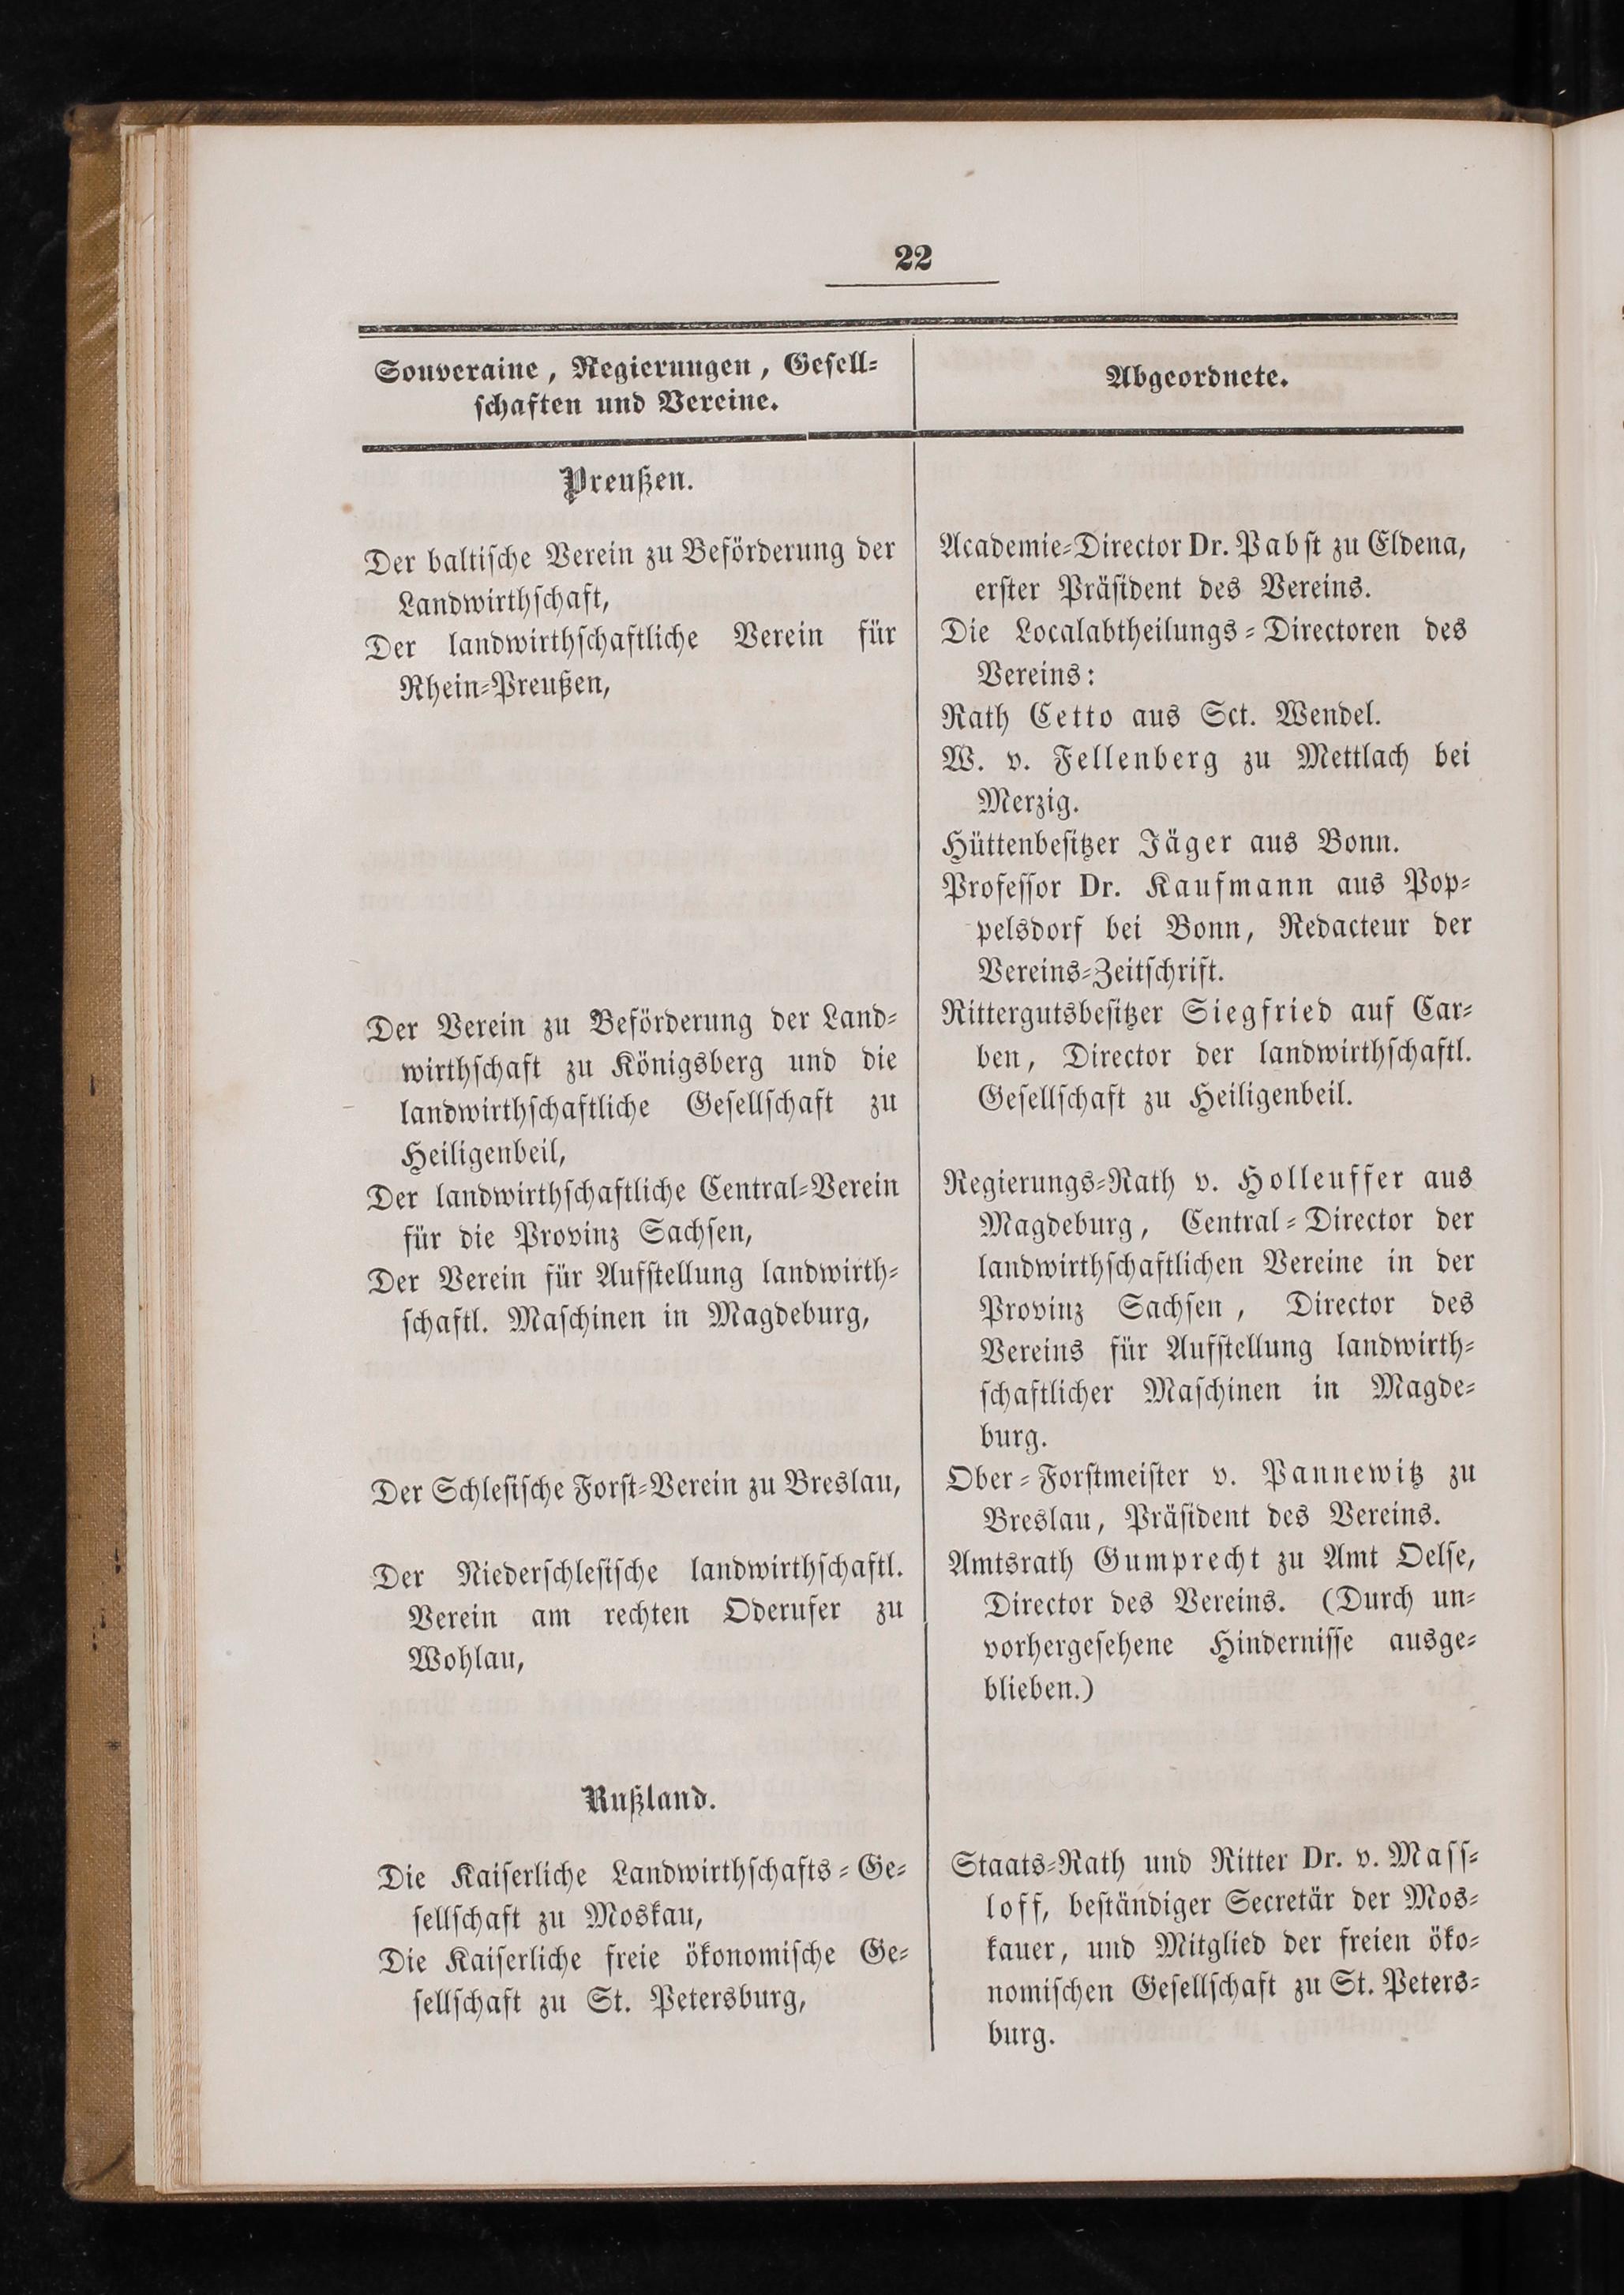 22
Souveraine, Regierungen, Gesell-
schaften und Vereine.
Abgeordnete.
Preußen.
Der baltische Verein zu Beförderung der
Landwirthschaft,
Der landwirthschaftliche Verein für
Rhein-Preußen,
Der Verein zu Beförderung der Land-
wirthschaft zu Königsberg und die
landwirthschaftliche Gesellschaft zu
Heiligenbeil,
Der landwirthschaftliche Central-Verein
für die Provinz Sachsen,
Der Verein für Aufstellung landwirth-
schaftl. Maschinen in Magdeburg,
Der Schlesische Forst-Verein zu Breslau,
Der Niederschlesische landwirthschaftl.
Verein am rechten Oderufer zu
Wohlau,
Rußland.
Die Kaiserliche Landwirthschafts-Ge-
sellschaft zu Moskau,
Die Kaiserliche freie ökonomische Ge-
sellschaft zu St. Petersburg,
Academie-Director Dr. Pabst zu Eldena,
erster Präsident des Vereins.
Die Localabtheilungs-Directoren des
Vereins:
Rath Cetto aus Sct. Wendel.
W. v. Fellenberg zu Mettlach bei
Merzig.
Hüttenbesitzer Jäger aus Bonn.
Professor Dr. Kaufmann aus Pop-
pelsdorf bei Bonn, Redacteur der
Vereins-Zeitschrift.
Rittergutsbesitzer Siegfried auf Car-
ben, Director der landwirthschaftl.
Gesellschaft zu Heiligenbeil.
Regierungs-Rath v. Holleuffer aus
Magdeburg, Central-Director der
landwirthschaftlichen Vereine in der
Provinz Sachsen, Director des
Vereins für Aufstellung landwirth-
schaftlicher Maschinen in Magde-
burg.
Ober-Forstmeister v. Pannewitz zu
Breslau, Präsident des Vereins.
Amtsrath Gumprecht zu Amt Oelse,
Director des Vereins. (Durch un-
vorhergesehene Hindernisse ausge-
blieben.)
Staats-Rath und Ritter Dr. v. Mass-
loff, beständiger Secretär der Mos-
kauer, und Mitglied der freien öko-
nomischen Gesellschaft zu St. Peters-
burg.